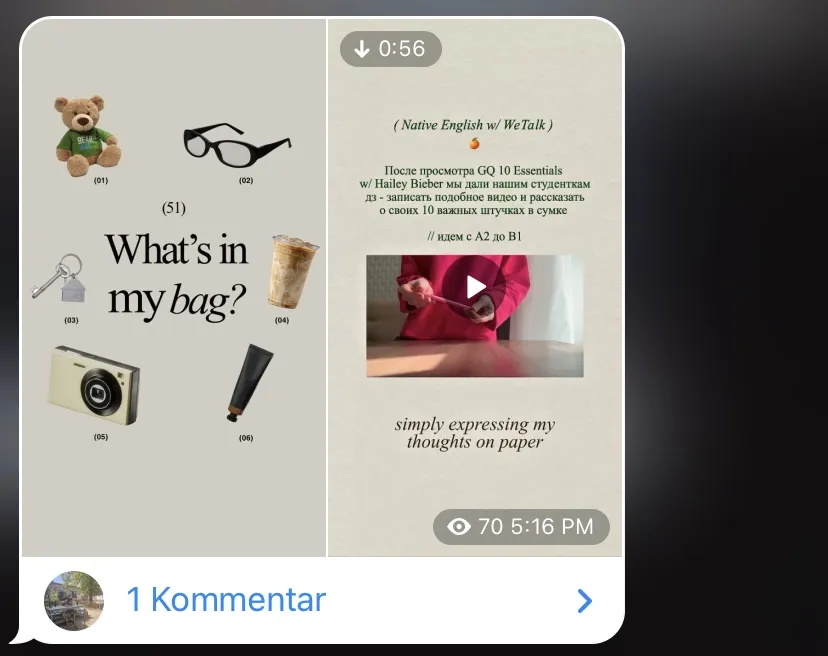 BEAR
(01)
(02)
(51)
What's in
my bag?
(03)
(04)
(05)
(06)
0:56
( Native English w/ WeTalk )
После просмотра GQ 10 Essentials
w/ Hailey Bieber мы дали нашим студенткам
дз - записать подобное видео и рассказать
о своих 10 важных штучках в сумке
// идем с A2 до B1
simply expressing my
thoughts on paper
70 5:16 PM
1 Kommentar